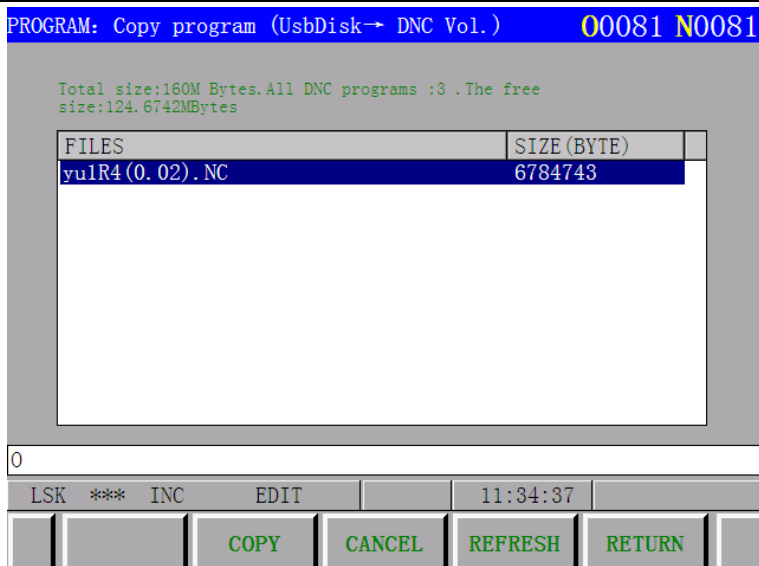 PROGRAM: Copy program (UsbDisk→ DNC Vol.) O0081 N0081
Total size:160M Bytes.All DNC programs :3 .The free
size:124.6742MBytes
FILES SIZE(BYTE)
yu1R4(0.02).NC 6784743
O
LSK *** INC EDIT 11:34:37
COPY CANCEL REFRESH RETURN